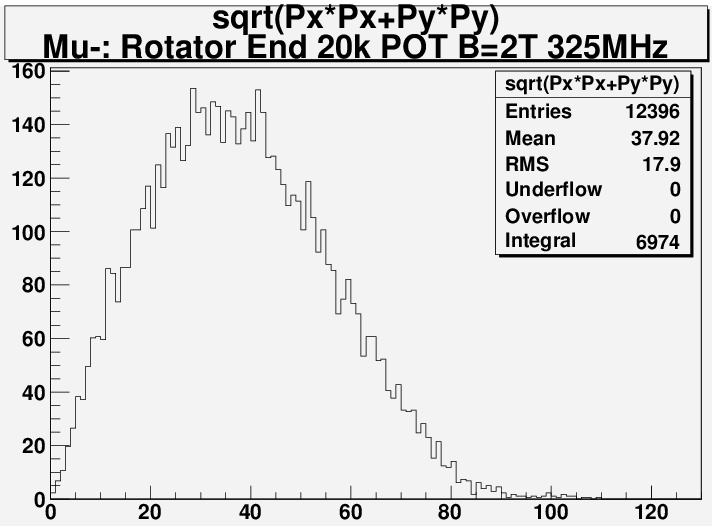 sqrt(Px*Px+Py*Py)
Mu-: Rotator End 20k POT B=2T 325MHz
sqrt(Px*Px+Py*Py)
Entries 12396
Mean 37.92
RMS 17.9
Underflow 0
Overflow 0
Integral 6974
160
140
120
100
80
60
40
20
0
0 20 40 60 80 100 120